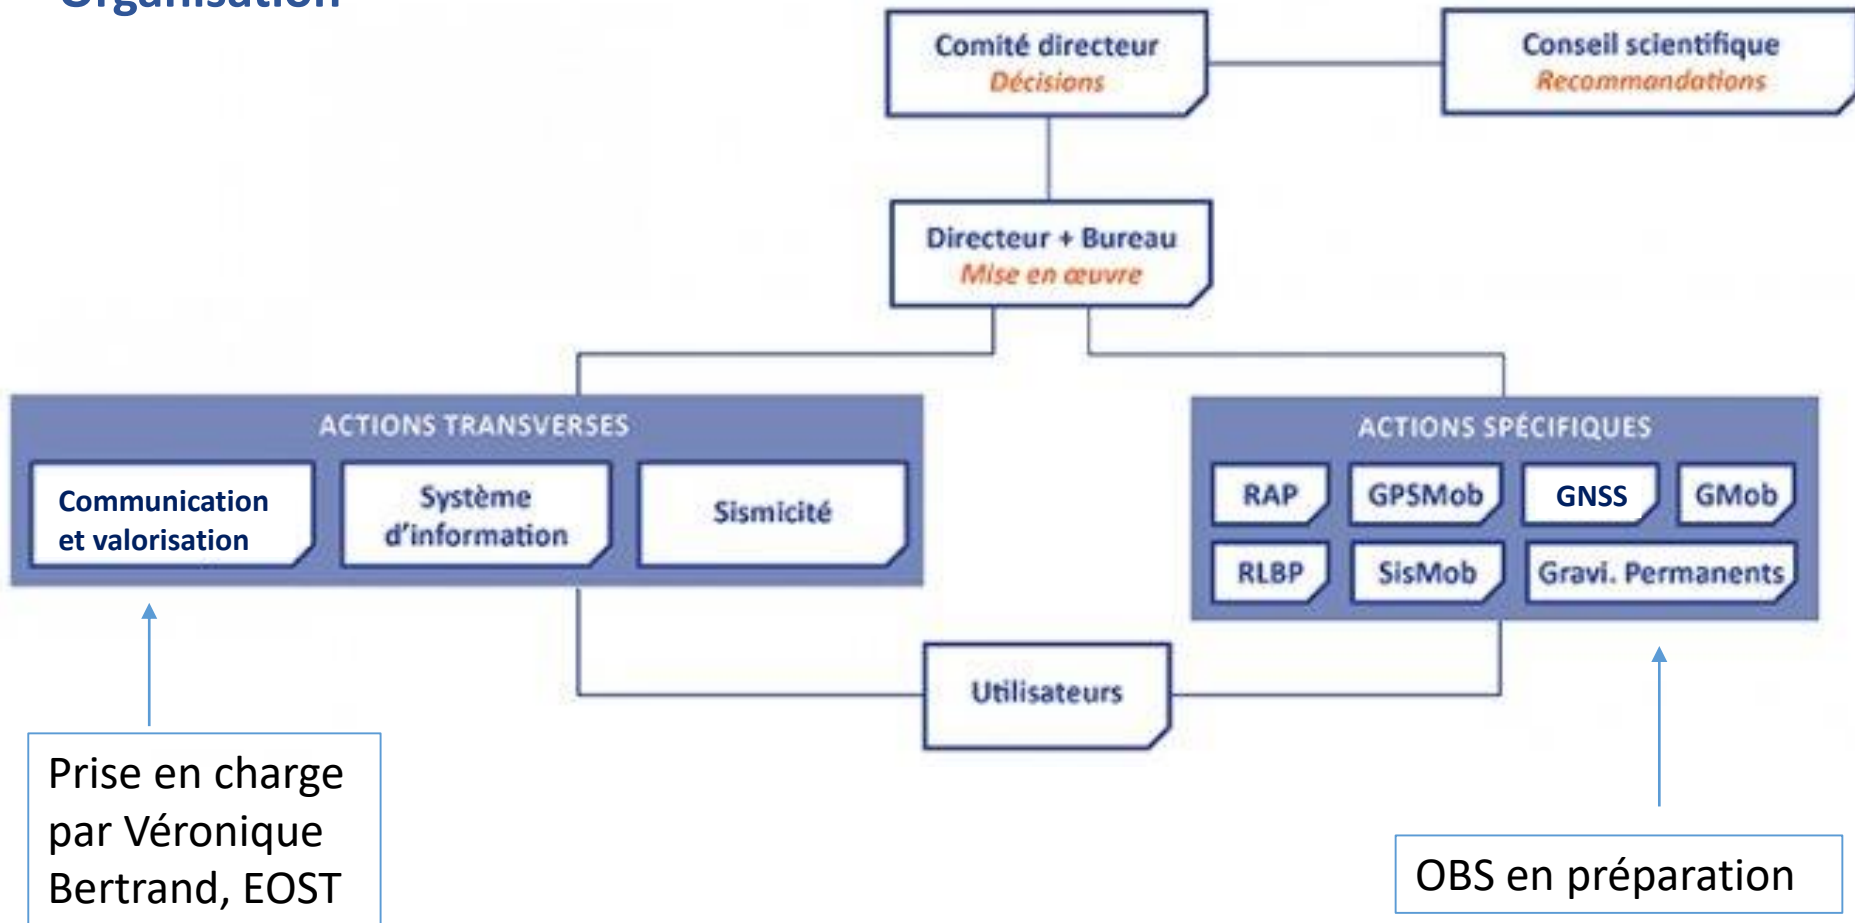 Organisation
Comité directeur
Décisions
Conseil scientifique
Recommandations
Directeur + Bureau
Mise en œuvre
ACTIONS TRANSVERSES
Communication
et valorisation
Système
d'information
Sismicité
ACTIONS SPÉCIFIQUES
RAP
GPSMob
GNSS
GMob
RLBP
SisMob
Gravi. Permanents
Utilisateurs
Prise en charge
par Véronique
Bertrand, EOST
OBS en préparation